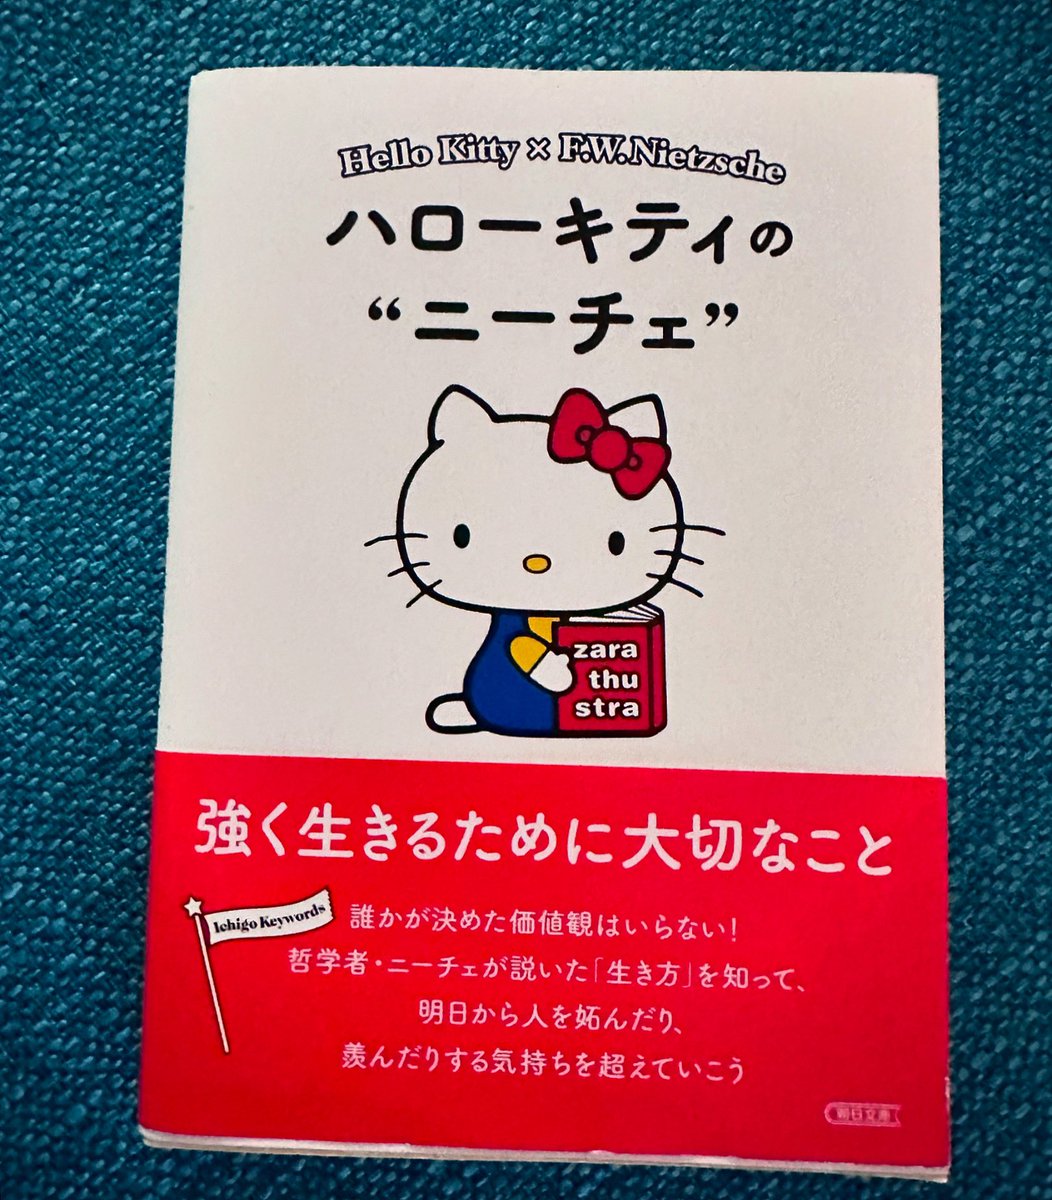 Hello Kitty × F.W.Nietzsche
ハローキティの
“ニーチェ”
zara
thu
stra
強く生きるために大切なこと
Ichigo Keywords
誰かが決めた価値観はいらない!
哲学者・ニーチェが説いた「生き方」を知って、
明日から人を妬んだり、
羨んだりする気持ちを超えていこう
朝日文庫